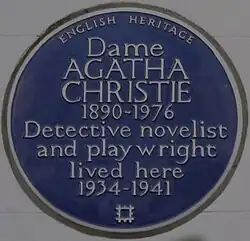 ENGLISH HERITAGE
Dame
AGATHA
CHRISTIE
1890-1976
Detective novelist
and playwright
lived here
1934-1941